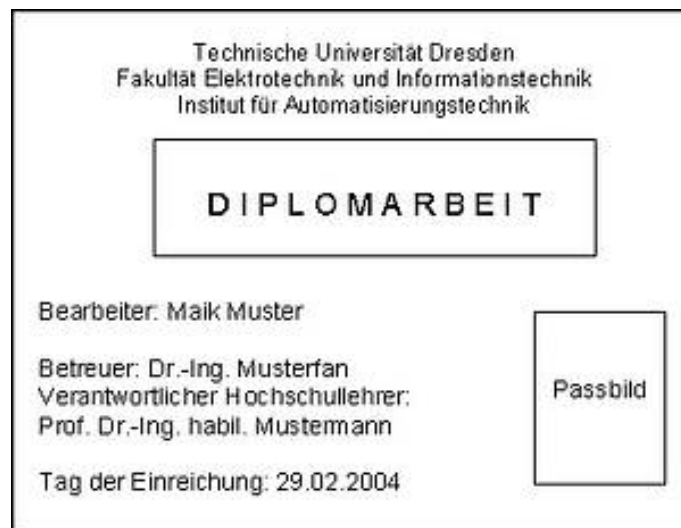 Technische Universität Dresden
Fakultät Elektrotechnik und Informationstechnik
Institut für Automatisierungstechnik
DIPLOMARBEIT
Bearbeiter: Maik Muster
Betreuer: Dr.-Ing. Musterfan
Verantwortlicher Hochschullehrer:
Prof. Dr.-Ing. habil. Mustermann
Passbild
Tag der Einreichung: 29.02.2004